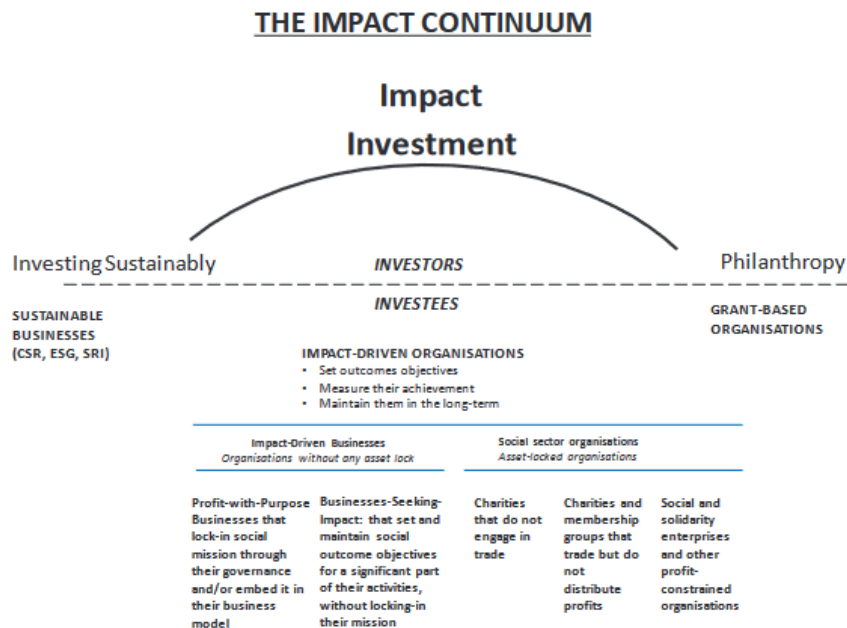 THE IMPACT CONTINUUM
Impact
Investment
Investing Sustainably
INVESTORS
Philanthropy
INVESTEES
SUSTAINABLE
BUSINESSES
(CSR, ESG, SRI)
GRANT-BASED
ORGANISATIONS
IMPACT-DRIVEN ORGANISATIONS
• Set outcomes objectives
• Measure their achievement
• Maintain them in the long-term
Impact-Driven Businesses
Organisations without any asset lock
Social sector organisations
Asset-locked organisations
Profit-with-Purpose
Businesses that
lock-in social
mission through
their governance
and/or embed it in
their business
model
Businesses-Seeking-
Impact: that set and
maintain social
outcome objectives
for a significant part
of their activities,
without locking-in
their mission
Charities
that do not
engage in
trade
Charities and
membership
groups that
trade but do
not
distribute
profits
Social and
solidarity
enterprises
and other
profit-
constrained
organisations